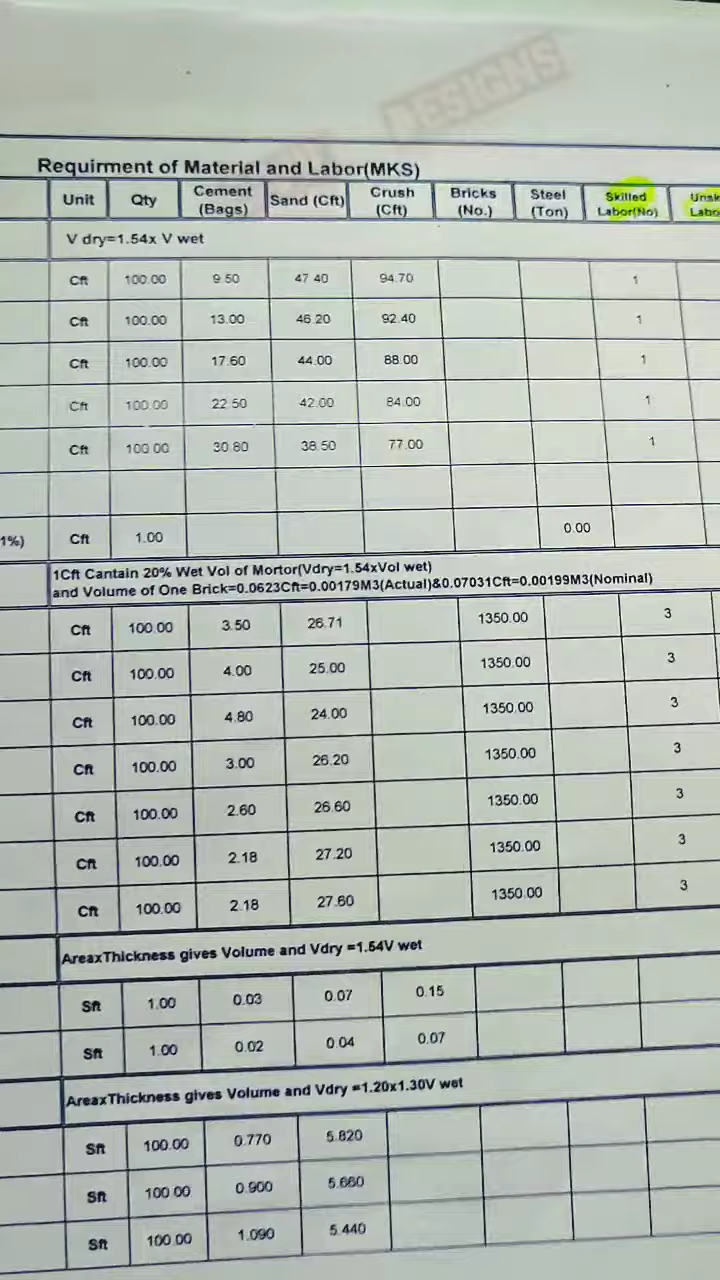 DESIGNS
Requirment of Material and Labor(MKS)
Unit Qty Cement (Bags) Sand (Cft) Crush (Cft) Bricks (No.) Steel (Ton) Skilled Labor(No) Unsk Labo
V dry=1.54x V wet
Cft 100.00 9.50 47.40 94.70 1
Cft 100.00 13.00 46.20 92.40 1
Cft 100.00 17.60 44.00 88.00 1
Cft 100.00 22.50 42.00 84.00 1
Cft 100.00 30.80 38.50 77.00 1
1%) Cft 1.00 0.00
1Cft Cantain 20% Wet Vol of Mortor(Vdry=1.54xVol wet)
and Volume of One Brick=0.0623Cft=0.00179M3(Actual)&0.07031Cft=0.00199M3(Nominal)
Cft 100.00 3.50 26.71 1350.00 3
Cft 100.00 4.00 25.00 1350.00 3
Cft 100.00 4.80 24.00 1350.00 3
Cft 100.00 3.00 26.20 1350.00 3
Cft 100.00 2.60 26.60 1350.00 3
Cft 100.00 2.18 27.20 1350.00 3
Cft 100.00 2.18 27.60 1350.00 3
AreaxThickness gives Volume and Vdry =1.54V wet
Sft 1.00 0.03 0.07 0.15
Sft 1.00 0.02 0.04 0.07
AreaxThickness gives Volume and Vdry =1.20x1.30V wet
Sft 100.00 0.770 5.820
Sft 100.00 0.900 5.660
Sft 100.00 1.090 5.440